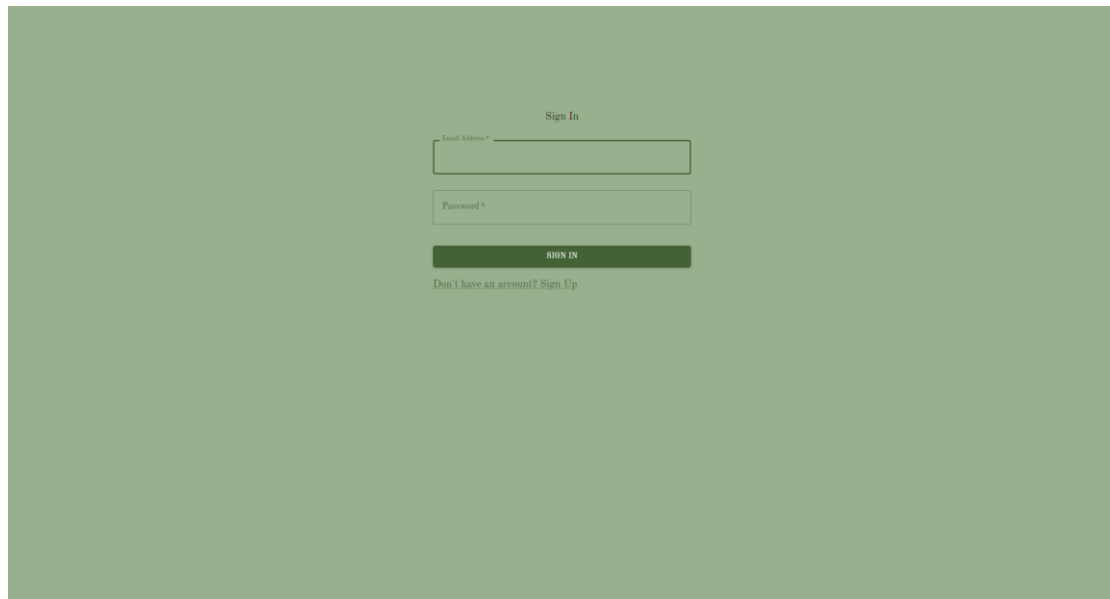 Sign In
Email Address *
Password *
SIGN IN
Don't have an account? Sign Up